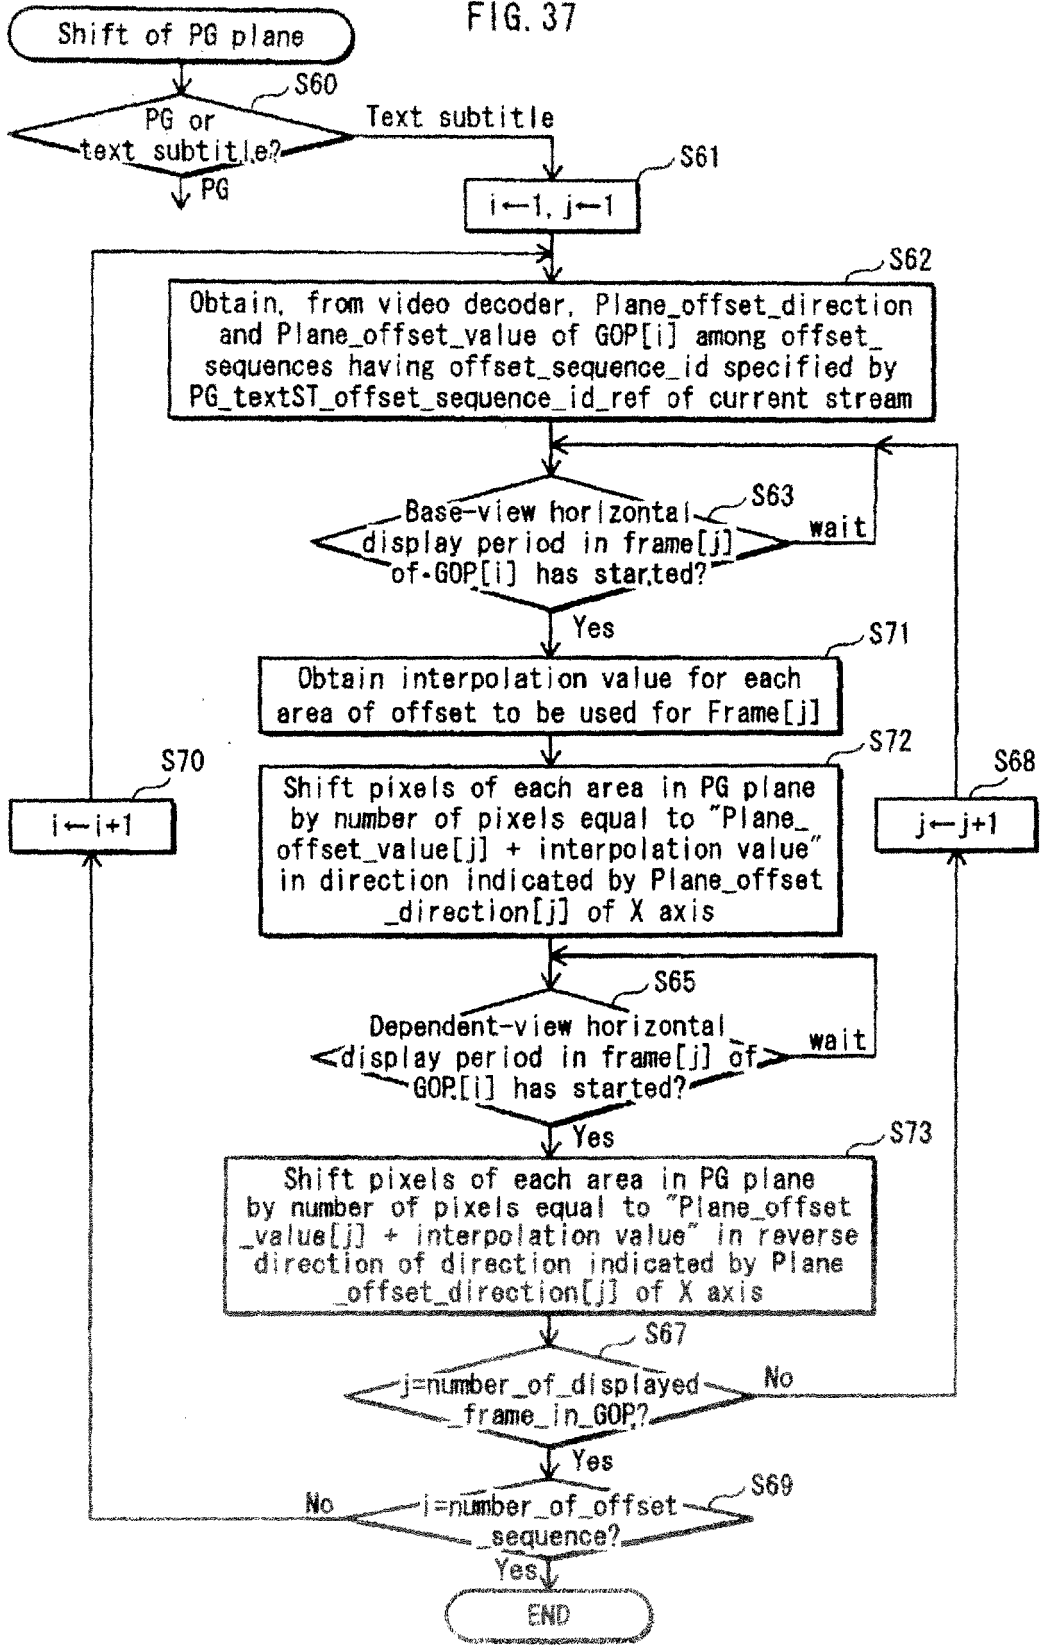 FIG. 37
Shift of PG plane
S60
PG or
text subtitle?
Text subtitle
PG
S61
i←1, j←1
S62
Obtain, from video decoder, Plane_offset_direction
and Plane_offset_value of GOP[i] among offset_
sequences having offset_sequence_id specified by
PG_textST_offset_sequence_id_ref of current stream
S63
Base-view horizontal
display period in frame[j]
of GOP[i] has started?
wait
Yes
S71
Obtain interpolation value for each
area of offset to be used for Frame[j]
S72
Shift pixels of each area in PG plane
by number of pixels equal to "Plane_
offset_value[j] + interpolation value"
in direction indicated by Plane_offset
_direction[j] of X axis
S70
i←i+1
S68
j←j+1
S65
Dependent-view horizontal
display period in frame[j] of
GOP[i] has started?
wait
Yes
S73
Shift pixels of each area in PG plane
by number of pixels equal to "Plane_offset
_value[j] + interpolation value" in reverse
direction of direction indicated by Plane
_offset_direction[j] of X axis
S67
j=number_of_displayed
_frame_in_GOP?
No
Yes
S69
i=number_of_offset
_sequence?
No
Yes
END